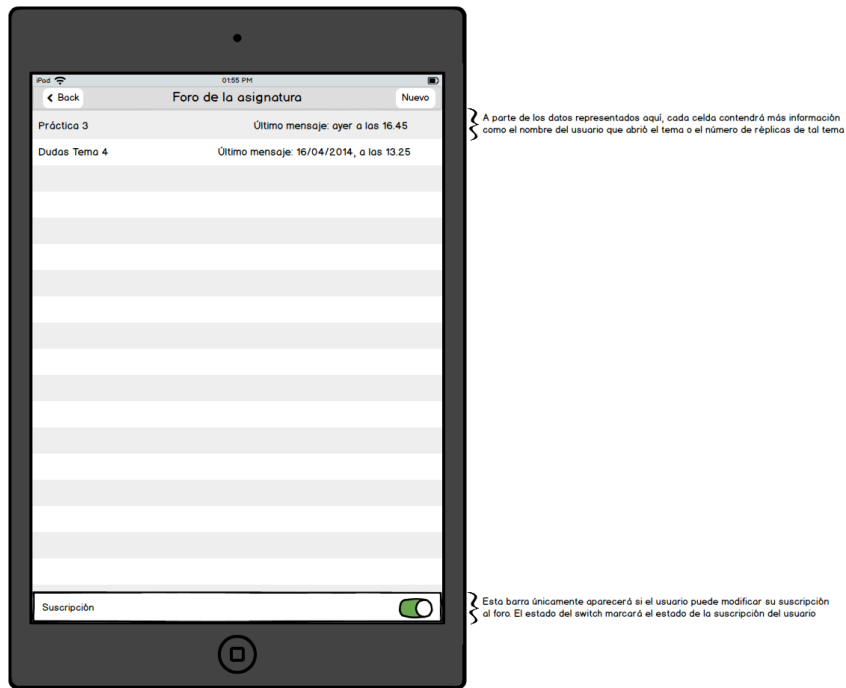 iPad 01:55 PM
Back Foro de la asignatura Nuevo
Práctica 3 Último mensaje: ayer a las 16.45
Dudas Tema 4 Último mensaje: 16/04/2014, a las 13.25
A parte de los datos representados aquí, cada celda contendrá más información
como el nombre del usuario que abrió el tema o el número de réplicas de tal tema
Suscripción
Esta barra únicamente aparecerá si el usuario puede modificar su suscripción
al foro. El estado del switch marcará el estado de la suscripción del usuario